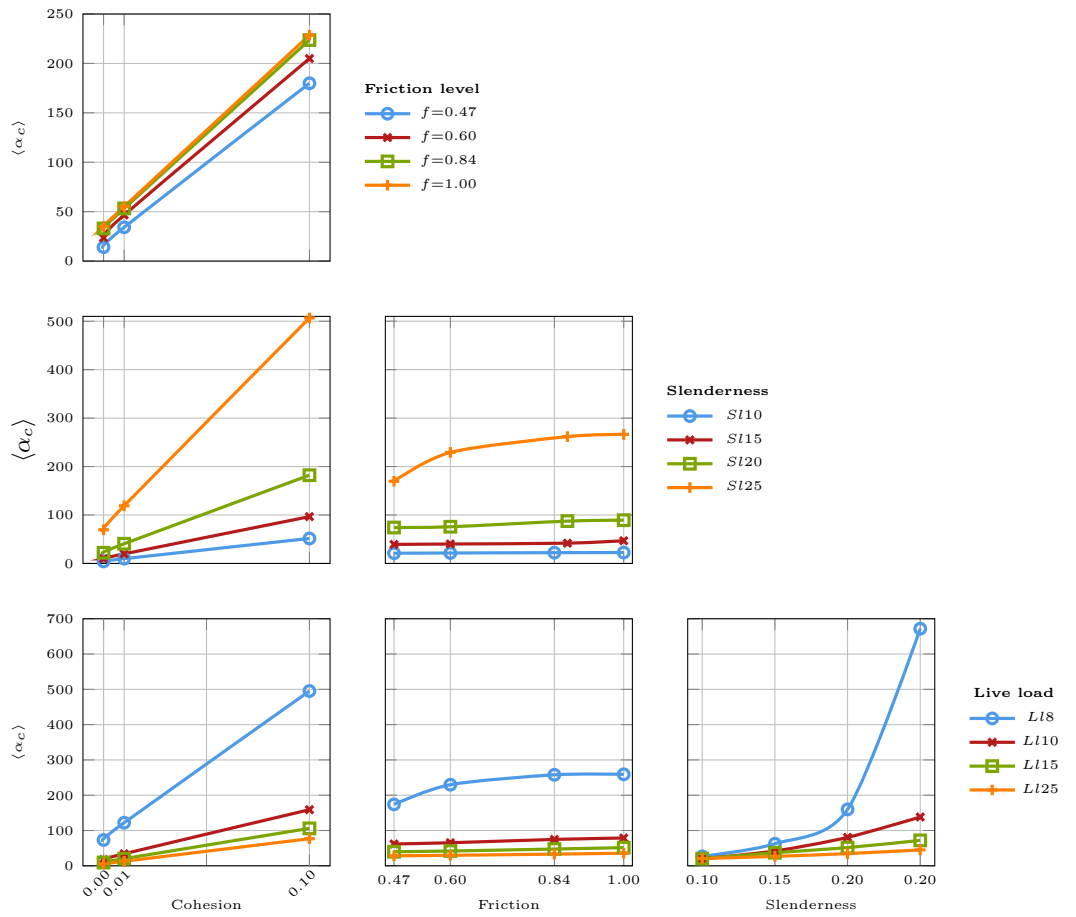 250
200
150
100
50
0
⟨α_c⟩
Friction level
f=0.47
f=0.60
f=0.84
f=1.00
500
400
300
200
100
0
⟨α_c⟩
Slenderness
Sl10
Sl15
Sl20
Sl25
700
600
500
400
300
200
100
0
⟨α_c⟩
Live load
Ll8
Ll10
Ll15
Ll25
0.00 0.01 0.10
0.47 0.60 0.84 1.00
0.10 0.15 0.20 0.20
Cohesion
Friction
Slenderness